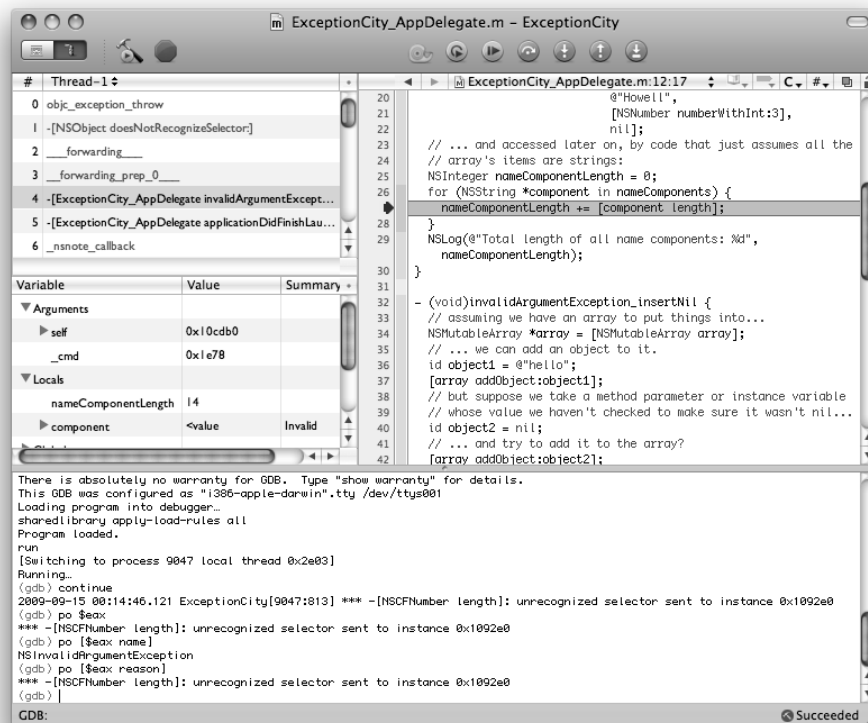 ExceptionCity_AppDelegate.m – ExceptionCity
# Thread-1
0 objc_exception_throw
1 -[NSObject doesNotRecognizeSelector:]
2 ___forwarding___
3 __forwarding_prep_0___
4 -[ExceptionCity_AppDelegate invalidArgumentExcept...
5 -[ExceptionCity_AppDelegate applicationDidFinishLau...
6 _nsnote_callback
Variable Value Summary
Arguments
self 0x10cdb0
_cmd 0x1e78
Locals
nameComponentLength 14
component <value Invalid
ExceptionCity_AppDelegate.m:12:17 C #
20 @"Howell",
21 [NSNumber numberWithInt:3],
22 nil];
23 // ... and accessed later on, by code that just assumes all the
24 // array's items are strings:
25 NSInteger nameComponentLength = 0;
26 for (NSString *component in nameComponents) {
nameComponentLength += [component length];
28 }
29 NSLog(@"Total length of all name components: %d",
nameComponentLength);
30 }
31
32 - (void)invalidArgumentException_insertNil {
33 // assuming we have an array to put things into...
34 NSMutableArray *array = [NSMutableArray array];
35 // ... we can add an object to it.
36 id object1 = @"hello";
37 [array addObject:object1];
38 // but suppose we take a method parameter or instance variable
39 // whose value we haven't checked to make sure it wasn't nil...
40 id object2 = nil;
41 // ... and try to add it to the array?
42 [array addObject:object2];
There is absolutely no warranty for GDB. Type "show warranty" for details.
This GDB was configured as "i386-apple-darwin".tty /dev/ttys001
Loading program into debugger…
sharedlibrary apply-load-rules all
Program loaded.
run
[Switching to process 9047 local thread 0x2e03]
Running…
(gdb) continue
2009-09-15 00:14:46.121 ExceptionCity[9047:813] *** -[NSCFNumber length]: unrecognized selector sent to instance 0x1092e0
(gdb) po $eax
*** -[NSCFNumber length]: unrecognized selector sent to instance 0x1092e0
(gdb) po [$eax name]
NSInvalidArgumentException
(gdb) po [$eax reason]
*** -[NSCFNumber length]: unrecognized selector sent to instance 0x1092e0
(gdb)
GDB: Succeeded